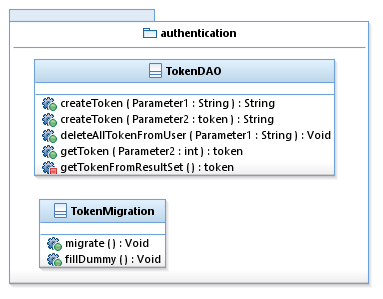 authentication
TokenDAO
createToken ( Parameter1 : String ) : String
createToken ( Parameter2 : token ) : String
deleteAllTokenFromUser ( Parameter1 : String ) : Void
getToken ( Parameter2 : int ) : token
getTokenFromResultSet ( ) : token
TokenMigration
migrate ( ) : Void
fillDummy ( ) : Void